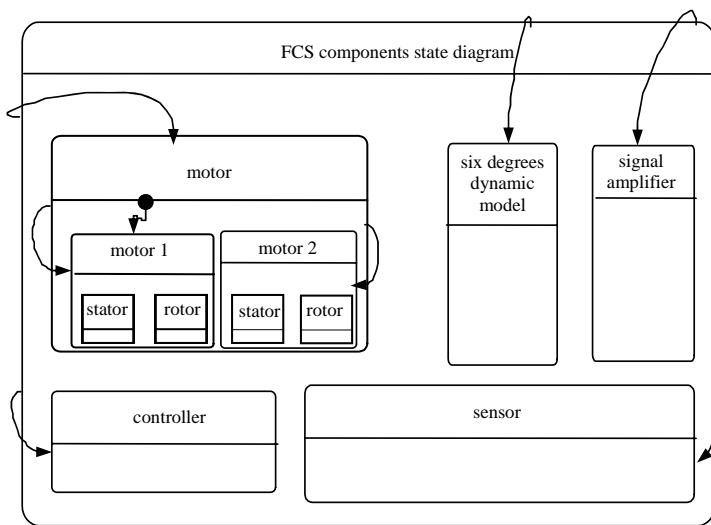 FCS components state diagram
motor
six degrees
dynamic
model
signal
amplifier
motor 1
motor 2
stator
rotor
stator
rotor
controller
sensor